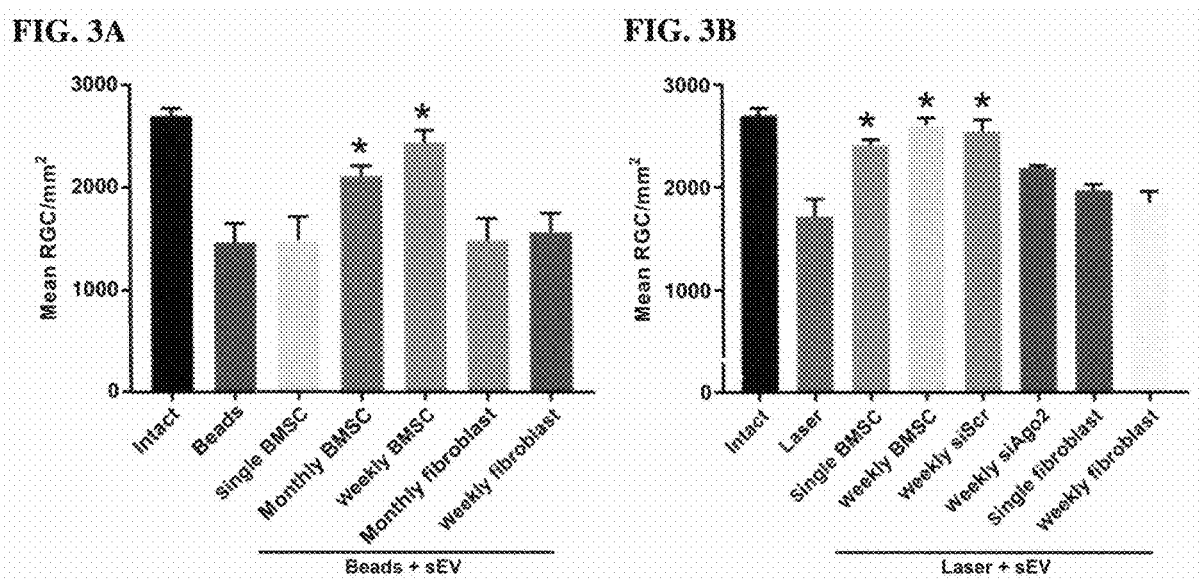 FIG. 3A
3000
2000
1000
0
Mean RGC/mm²
*
*
Intact
Beads
Single BMSC
Monthly BMSC
weekly BMSC
Monthly fibroblast
Weekly fibroblast
Beads + sEV
FIG. 3B
3000
2000
1000
0
Mean RGC/mm²
*
*
*
Intact
Laser
Single BMSC
Weekly BMSC
Weekly siScr
Weekly siAgo2
Single fibroblast
Weekly fibroblast
Laser + sEV